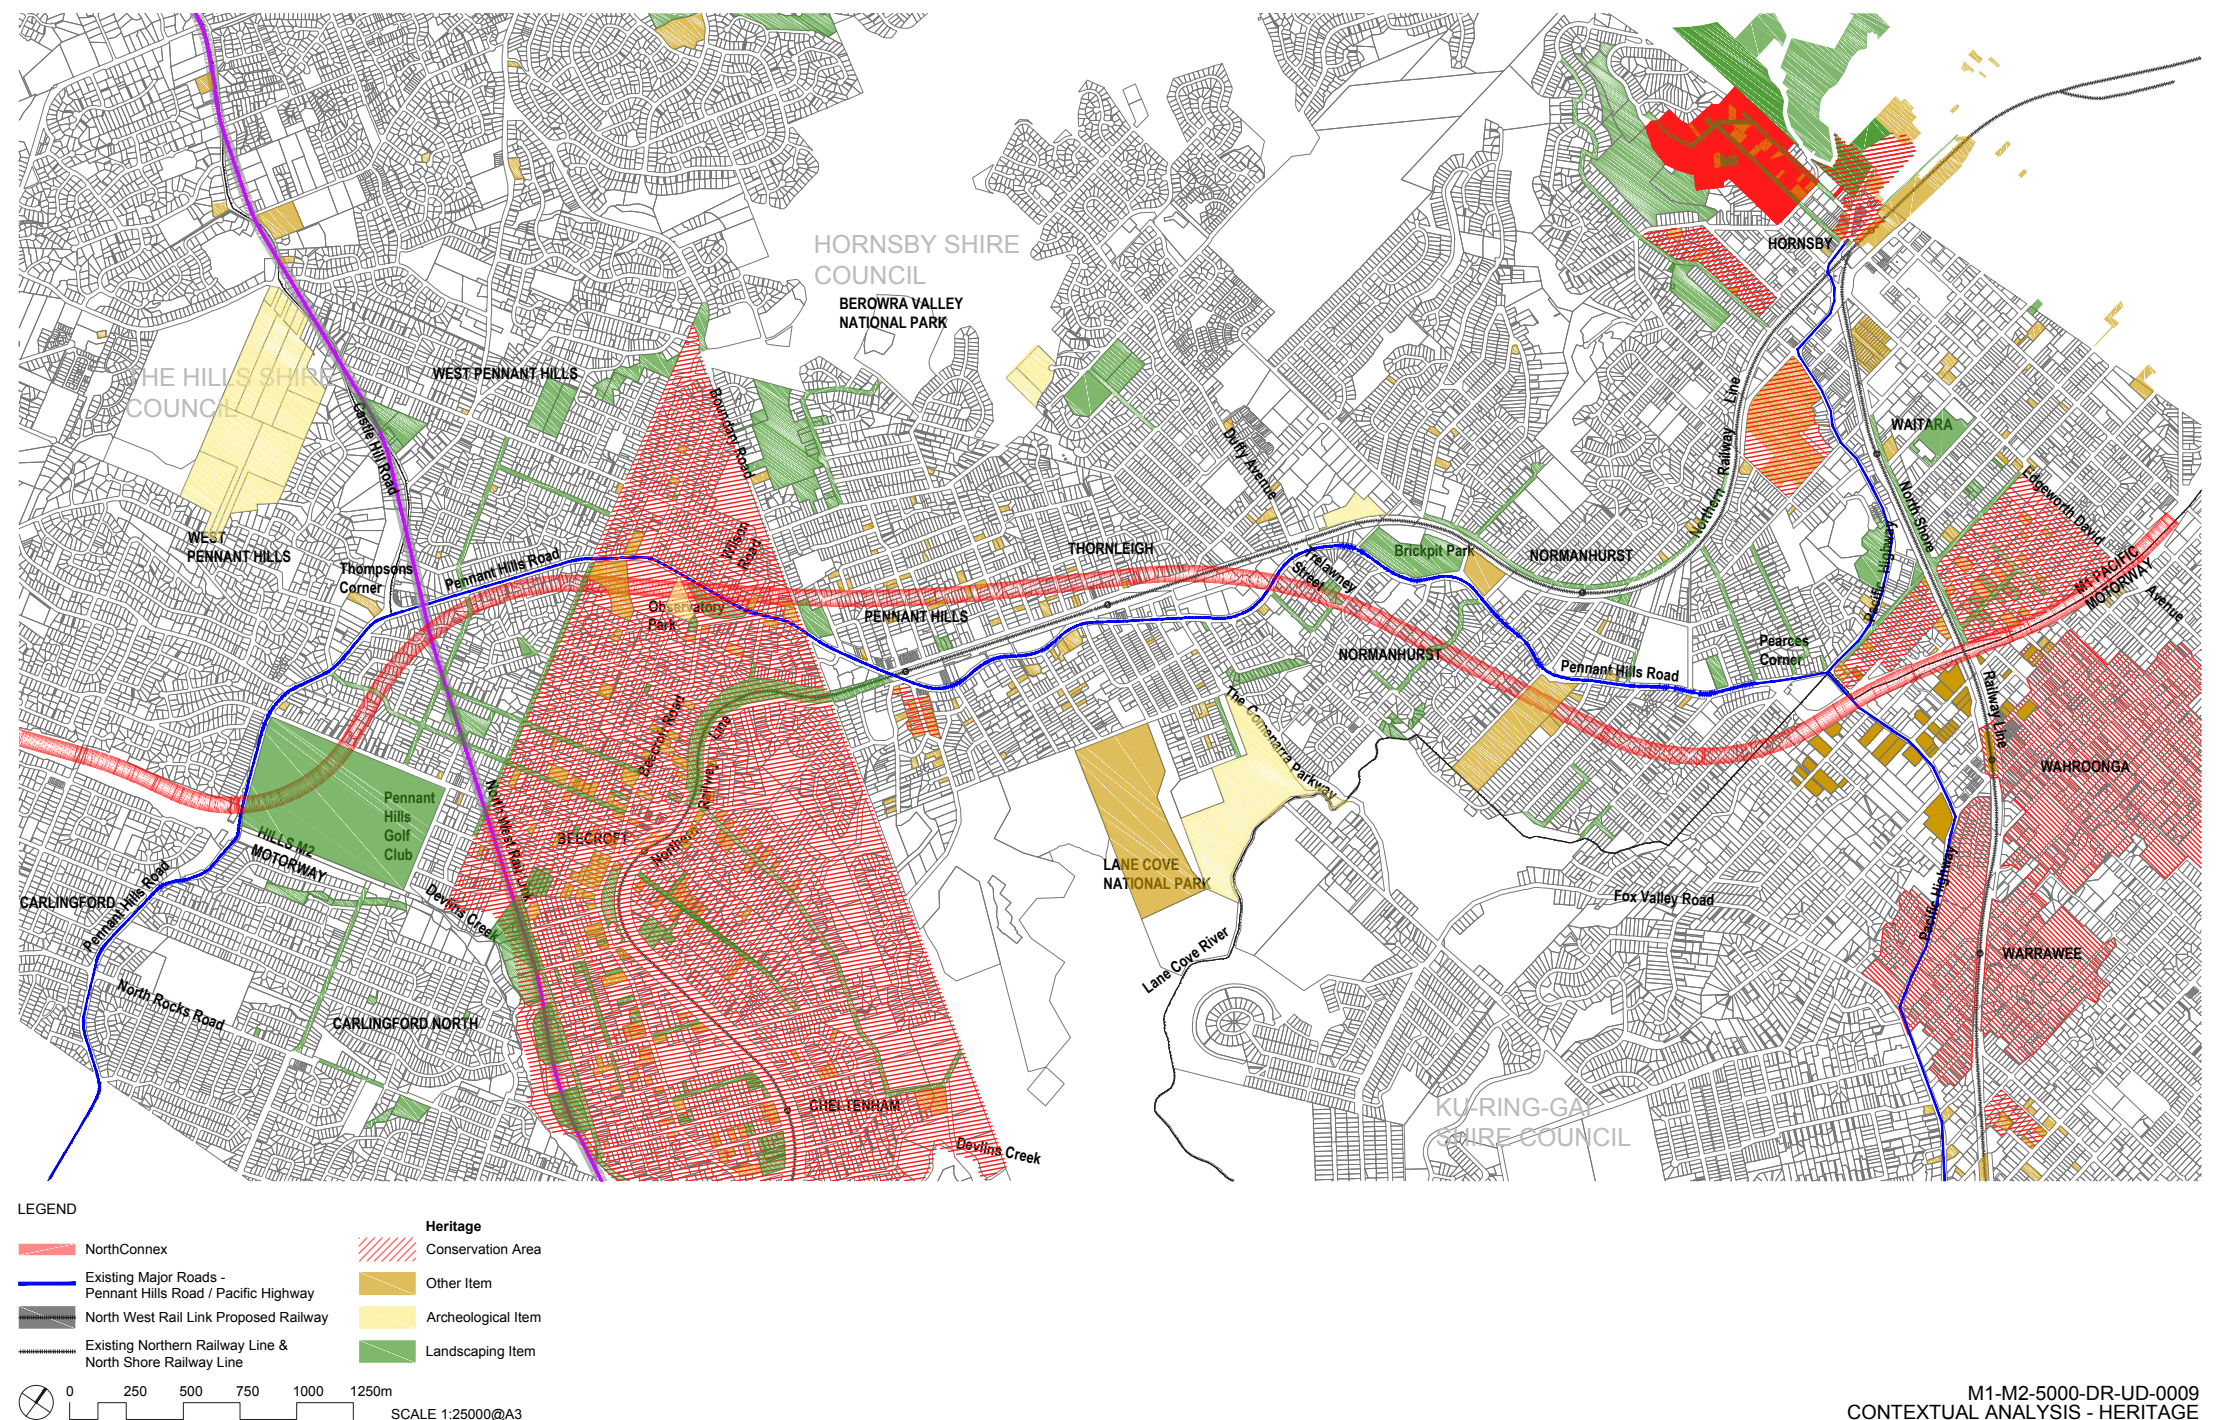 HORNSBY SHIRE
COUNCIL
HORNSBY
BEROWRA VALLEY
NATIONAL PARK
THE HILLS SHIRE
COUNCIL
WEST PENNANT HILLS
Castle Hill Road
Boundary Road
Duffy Avenue
Northern Railway Line
WAITARA
Edgeworth David
Avenue
North Shore
Railway Line
WEST
PENNANT HILLS
Thompsons
Corner
Pennant Hills Road
Wilson
Road
THORNLEIGH
Trelawney
Street
Brickpit Park
NORMANHURST
Pacific Highway
M1 PACIFIC
MOTORWAY
Observatory
Park
PENNANT HILLS
NORMANHURST
Pennant Hills Road
Pearces
Corner
The Comenarra Parkway
Beecroft Road
Northern Railway Line
WAHROONGA
Pennant
Hills
Golf
Club
HILLS M2
MOTORWAY
North West Rail Link
BEECROFT
LANE COVE
NATIONAL PARK
CARLINGFORD
Pennant Hills Road
Devlins Creek
Fox Valley Road
Pacific Highway
Lane Cove River
WARRAWEE
North Rocks Road
CARLINGFORD NORTH
CHELTENHAM
Devlins Creek
KU-RING-GAI
SHIRE COUNCIL
LEGEND
NorthConnex
Existing Major Roads -
Pennant Hills Road / Pacific Highway
North West Rail Link Proposed Railway
Existing Northern Railway Line &
North Shore Railway Line
Heritage
Conservation Area
Other Item
Archeological Item
Landscaping Item
0 250 500 750 1000 1250m
SCALE 1:25000@A3
M1-M2-5000-DR-UD-0009
CONTEXTUAL ANALYSIS - HERITAGE